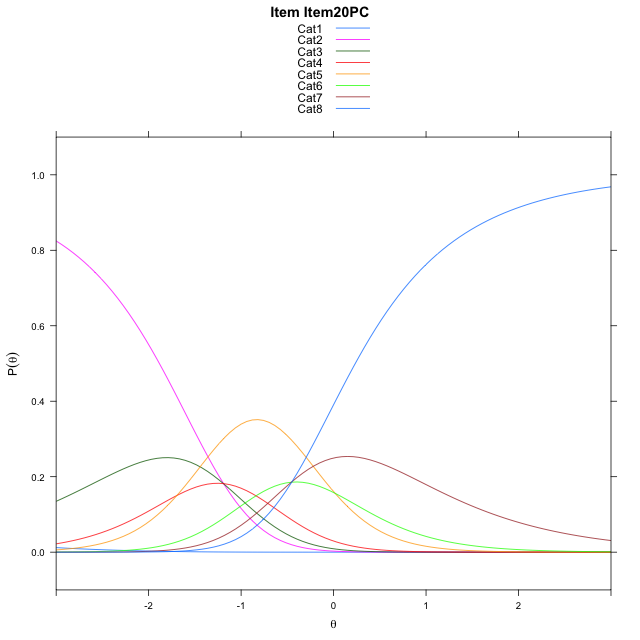 Item Item20PC
Cat1
Cat2
Cat3
Cat4
Cat5
Cat6
Cat7
Cat8
1.0
0.8
0.6
0.4
0.2
0.0
P(θ)
-2
-1
0
1
2
θ